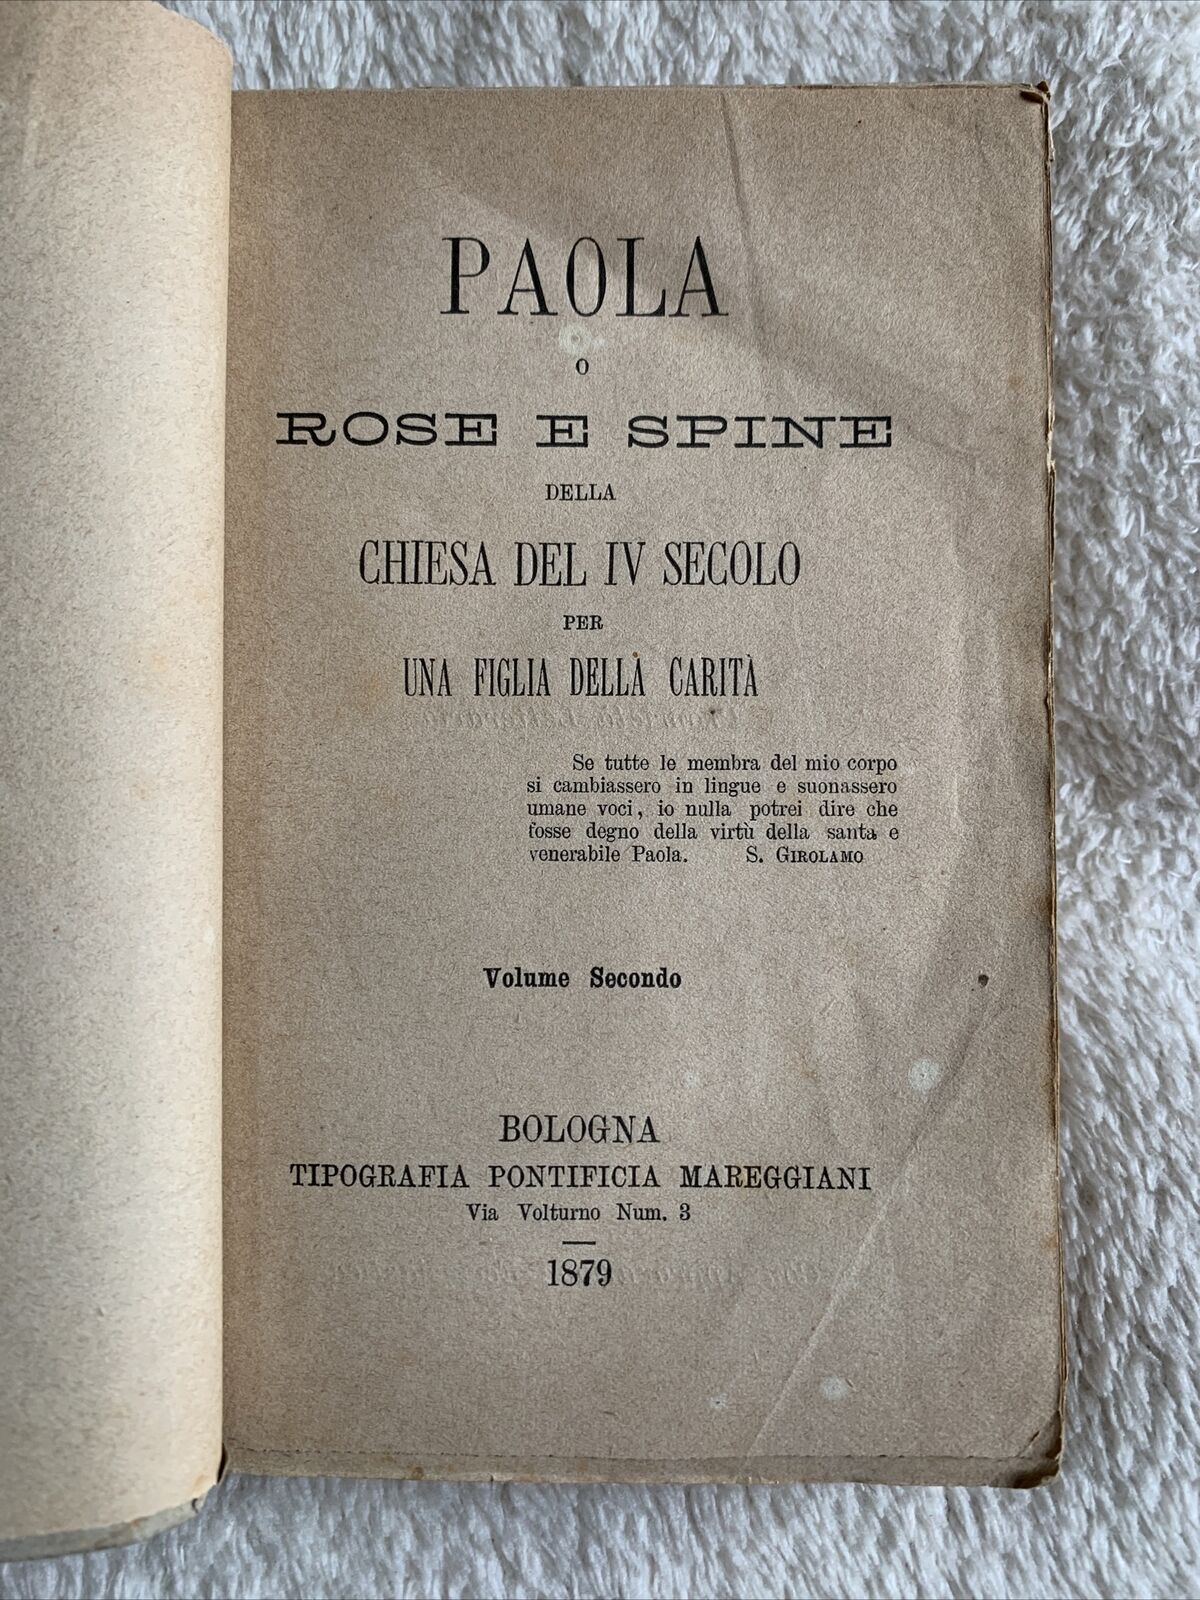 PAOLA
O
ROSE E SPINE
DELLA
CHIESA DEL IV SECOLO
PER
UNA FIGLIA DELLA CARITÀ
Se tutte le membra del mio corpo
si cambiassero in lingue e suonassero
umane voci, io nulla potrei dire che
fosse degno della virtù della santa e
venerabile Paola. S. GIROLAMO
Volume Secondo
BOLOGNA
TIPOGRAFIA PONTIFICIA MAREGGIANI
Via Volturno Num. 3
1879